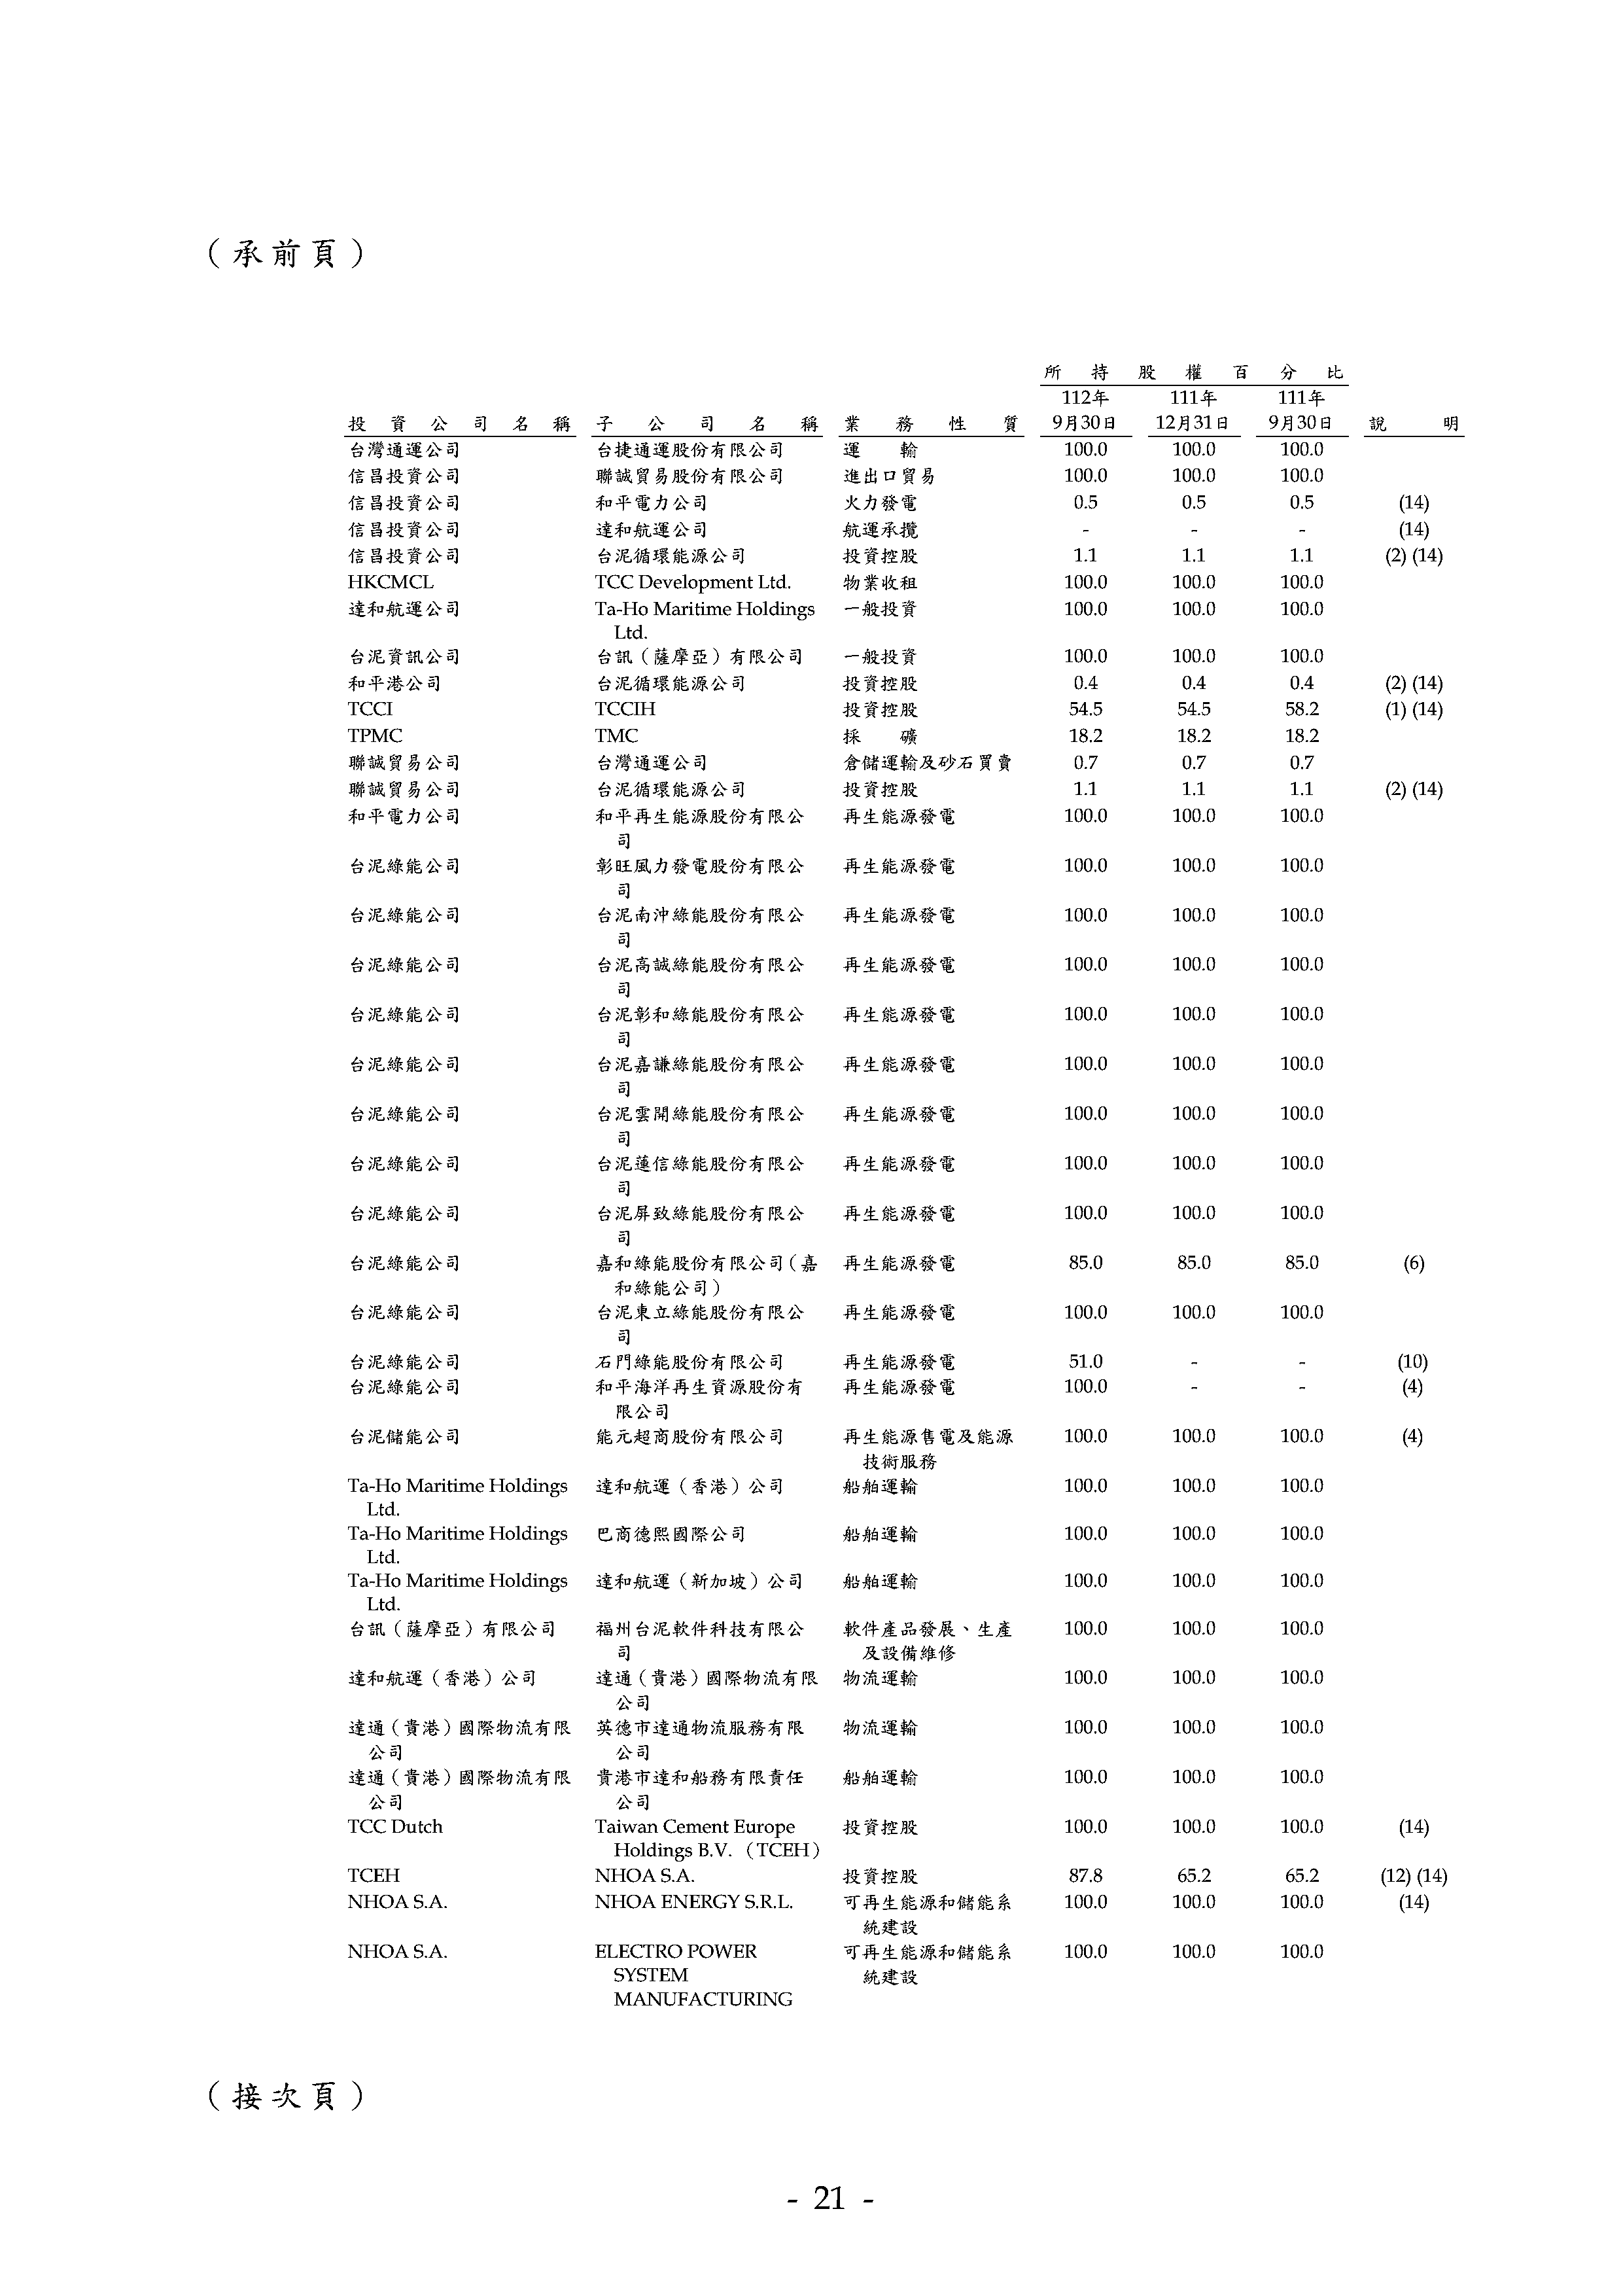 （承前頁）
所持股權百分比
112年 111年 111年
投資公司名稱 子公司名稱 業務性質 9月30日 12月31日 9月30日 說明
台灣通運公司 台捷通運股份有限公司 運輸 100.0 100.0 100.0
信昌投資公司 聯誠貿易股份有限公司 進出口貿易 100.0 100.0 100.0
信昌投資公司 和平電力公司 火力發電 0.5 0.5 0.5 (14)
信昌投資公司 達和航運公司 航運承攬 - - - (14)
信昌投資公司 台泥循環能源公司 投資控股 1.1 1.1 1.1 (2) (14)
HKCMCL TCC Development Ltd. 物業收租 100.0 100.0 100.0
達和航運公司 Ta-Ho Maritime Holdings 一般投資 100.0 100.0 100.0
Ltd.
台泥資訊公司 台訊（薩摩亞）有限公司 一般投資 100.0 100.0 100.0
和平港公司 台泥循環能源公司 投資控股 0.4 0.4 0.4 (2) (14)
TCCI TCCIH 投資控股 54.5 54.5 58.2 (1) (14)
TPMC TMC 採礦 18.2 18.2 18.2
聯誠貿易公司 台灣通運公司 倉儲運輸及砂石買賣 0.7 0.7 0.7
聯誠貿易公司 台泥循環能源公司 投資控股 1.1 1.1 1.1 (2) (14)
和平電力公司 和平再生能源股份有限公 再生能源發電 100.0 100.0 100.0
司
台泥綠能公司 彰旺風力發電股份有限公 再生能源發電 100.0 100.0 100.0
司
台泥綠能公司 台泥南沖綠能股份有限公 再生能源發電 100.0 100.0 100.0
司
台泥綠能公司 台泥高誠綠能股份有限公 再生能源發電 100.0 100.0 100.0
司
台泥綠能公司 台泥彰和綠能股份有限公 再生能源發電 100.0 100.0 100.0
司
台泥綠能公司 台泥嘉謙綠能股份有限公 再生能源發電 100.0 100.0 100.0
司
台泥綠能公司 台泥雲開綠能股份有限公 再生能源發電 100.0 100.0 100.0
司
台泥綠能公司 台泥蓮信綠能股份有限公 再生能源發電 100.0 100.0 100.0
司
台泥綠能公司 台泥屏致綠能股份有限公 再生能源發電 100.0 100.0 100.0
司
台泥綠能公司 嘉和綠能股份有限公司（嘉 再生能源發電 85.0 85.0 85.0 (6)
和綠能公司）
台泥綠能公司 台泥東立綠能股份有限公 再生能源發電 100.0 100.0 100.0
司
台泥綠能公司 石門綠能股份有限公司 再生能源發電 51.0 - - (10)
台泥綠能公司 和平海洋再生資源股份有 再生能源發電 100.0 - - (4)
限公司
台泥儲能公司 能元超商股份有限公司 再生能源售電及能源 100.0 100.0 100.0 (4)
技術服務
Ta-Ho Maritime Holdings 達和航運（香港）公司 船舶運輸 100.0 100.0 100.0
Ltd.
Ta-Ho Maritime Holdings 巴商德熙國際公司 船舶運輸 100.0 100.0 100.0
Ltd.
Ta-Ho Maritime Holdings 達和航運（新加坡）公司 船舶運輸 100.0 100.0 100.0
Ltd.
台訊（薩摩亞）有限公司 福州台泥軟件科技有限公 軟件產品發展、生產 100.0 100.0 100.0
司 及設備維修
達和航運（香港）公司 達通（貴港）國際物流有限 物流運輸 100.0 100.0 100.0
公司
達通（貴港）國際物流有限 英德市達通物流服務有限 物流運輸 100.0 100.0 100.0
公司 公司
達通（貴港）國際物流有限 貴港市達和船務有限責任 船舶運輸 100.0 100.0 100.0
公司 公司
TCC Dutch Taiwan Cement Europe 投資控股 100.0 100.0 100.0 (14)
Holdings B.V.（TCEH）
TCEH NHOA S.A. 投資控股 87.8 65.2 65.2 (12) (14)
NHOA S.A. NHOA ENERGY S.R.L. 可再生能源和儲能系 100.0 100.0 100.0 (14)
統建設
NHOA S.A. ELECTRO POWER 可再生能源和儲能系 100.0 100.0 100.0
SYSTEM 統建設
MANUFACTURING
（接次頁）
- 21 -